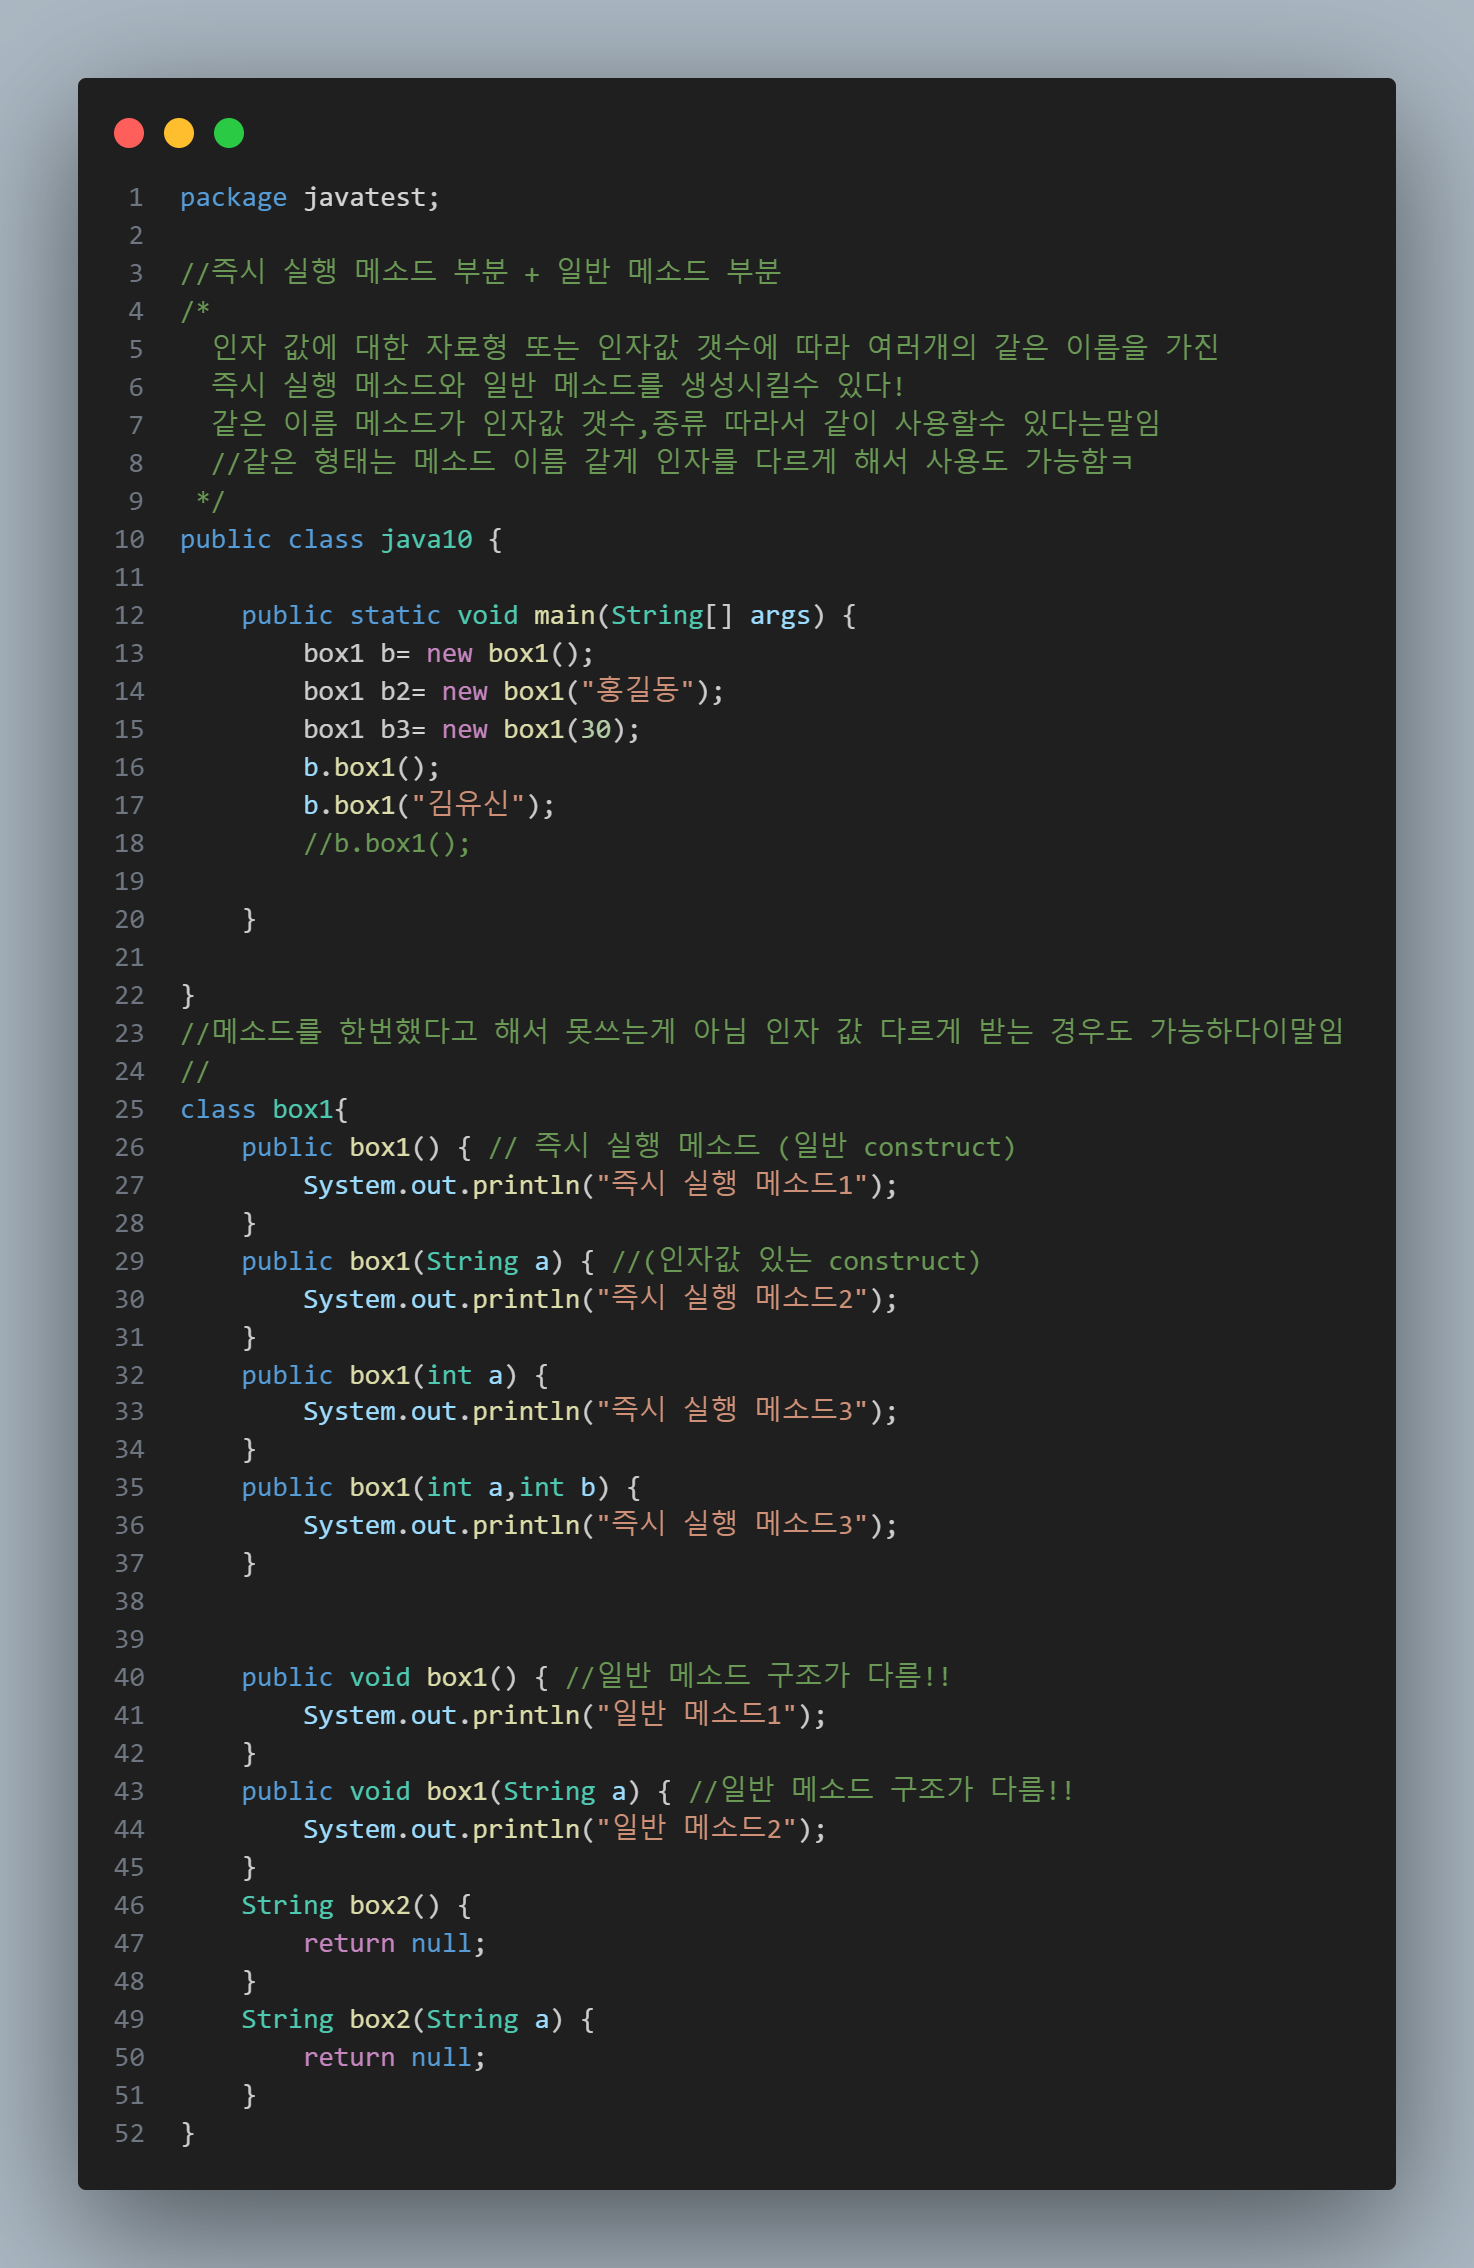 1 package javatest;
2
3 //즉시 실행 메소드 부분 + 일반 메소드 부분
4 /*
5   인자 값에 대한 자료형 또는 인자값 갯수에 따라 여러개의 같은 이름을 가진
6   즉시 실행 메소드와 일반 메소드를 생성시킬수 있다!
7   같은 이름 메소드가 인자값 갯수,종류 따라서 같이 사용할수 있다는말임
8   //같은 형태는 메소드 이름 같게 인자를 다르게 해서 사용도 가능함ㅋ
9  */
10 public class java10 {
11
12     public static void main(String[] args) {
13         box1 b= new box1();
14         box1 b2= new box1("홍길동");
15         box1 b3= new box1(30);
16         b.box1();
17         b.box1("김유신");
18         //b.box1();
19
20     }
21
22 }
23 //메소드를 한번했다고 해서 못쓰는게 아님 인자 값 다르게 받는 경우도 가능하다이말임
24 //
25 class box1{
26     public box1() { // 즉시 실행 메소드 (일반 construct)
27         System.out.println("즉시 실행 메소드1");
28     }
29     public box1(String a) { //(인자값 있는 construct)
30         System.out.println("즉시 실행 메소드2");
31     }
32     public box1(int a) {
33         System.out.println("즉시 실행 메소드3");
34     }
35     public box1(int a,int b) {
36         System.out.println("즉시 실행 메소드3");
37     }
38
39
40     public void box1() { //일반 메소드 구조가 다름!!
41         System.out.println("일반 메소드1");
42     }
43     public void box1(String a) { //일반 메소드 구조가 다름!!
44         System.out.println("일반 메소드2");
45     }
46     String box2() {
47         return null;
48     }
49     String box2(String a) {
50         return null;
51     }
52 }